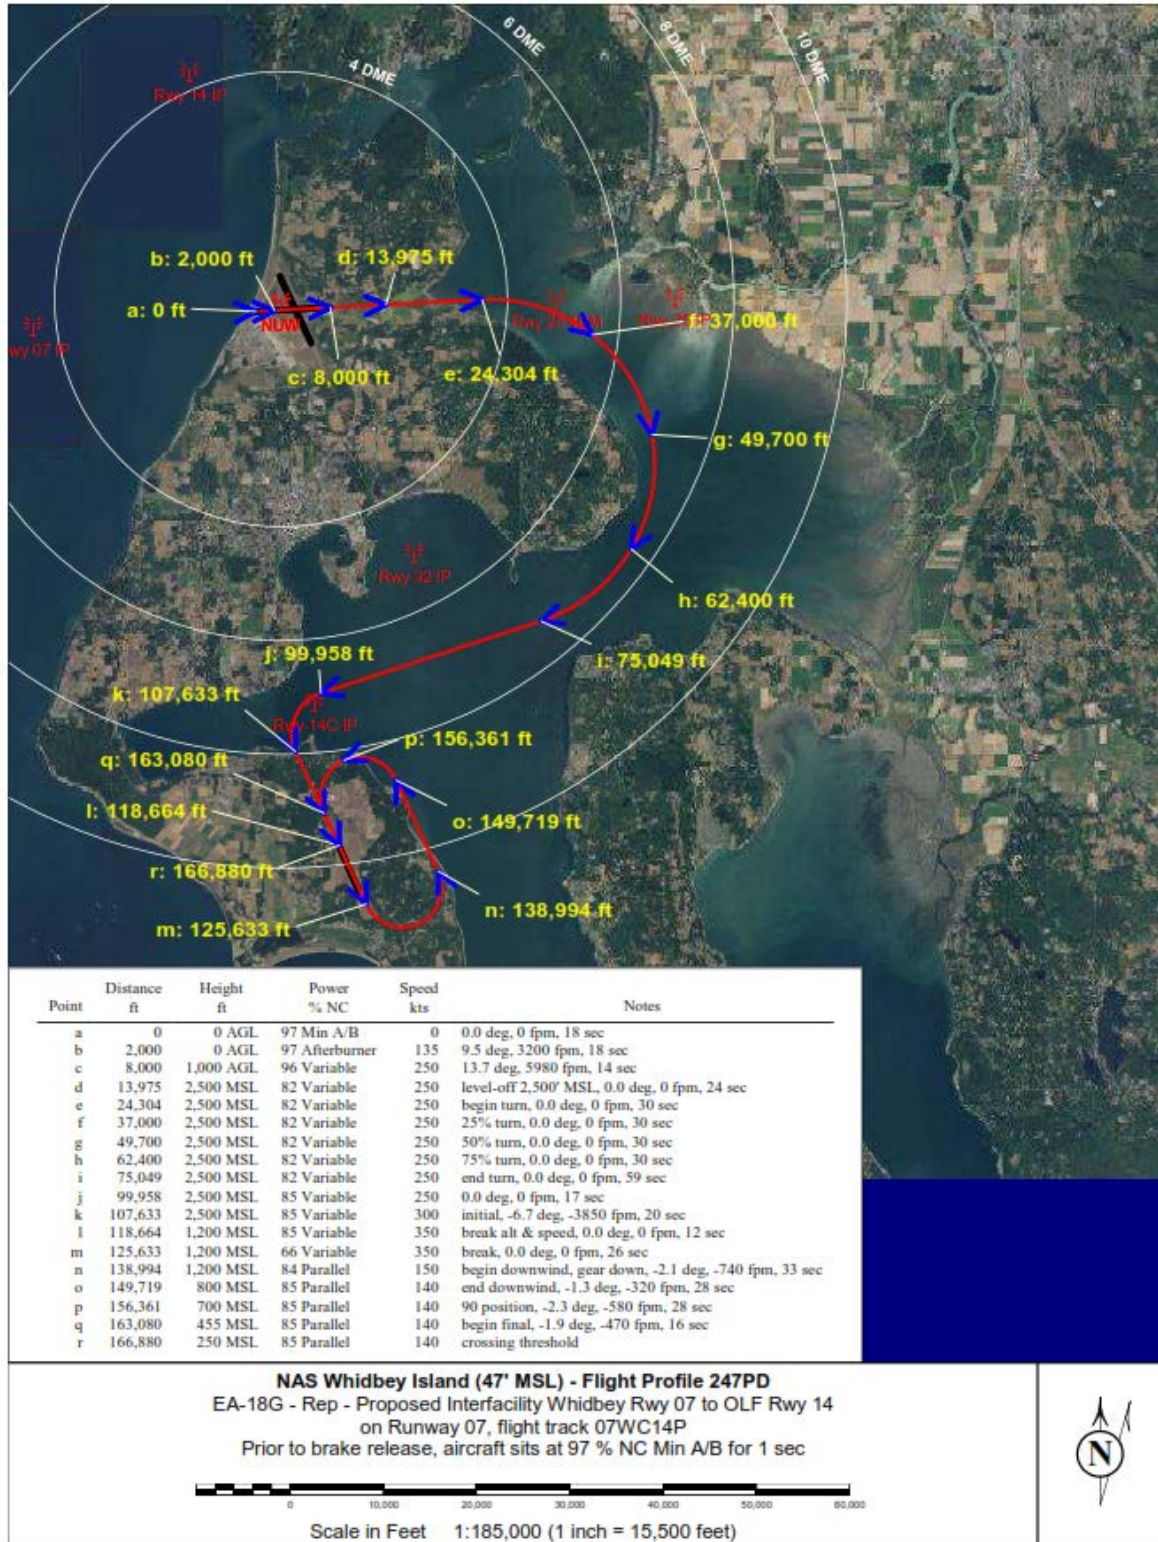 6 DME
8 DME
10 DME
4 DME
Rwy 14 IP
b: 2,000 ft
d: 13,975 ft
a: 0 ft
NUW
f: 37,000 ft
wy 07 IP
c: 8,000 ft
e: 24,304 ft
g: 49,700 ft
Rwy 32 IP
h: 62,400 ft
j: 99,958 ft
i: 75,049 ft
k: 107,633 ft
Rwy 14C IP
p: 156,361 ft
q: 163,080 ft
l: 118,664 ft
o: 149,719 ft
r: 166,880 ft
n: 138,994 ft
m: 125,633 ft
Point Distance ft Height ft Power % NC Speed kts Notes
a 0 0 AGL 97 Min A/B 0 0.0 deg, 0 fpm, 18 sec
b 2,000 0 AGL 97 Afterburner 135 9.5 deg, 3200 fpm, 18 sec
c 8,000 1,000 AGL 96 Variable 250 13.7 deg, 5980 fpm, 14 sec
d 13,975 2,500 MSL 82 Variable 250 level-off 2,500' MSL, 0.0 deg, 0 fpm, 24 sec
e 24,304 2,500 MSL 82 Variable 250 begin turn, 0.0 deg, 0 fpm, 30 sec
f 37,000 2,500 MSL 82 Variable 250 25% turn, 0.0 deg, 0 fpm, 30 sec
g 49,700 2,500 MSL 82 Variable 250 50% turn, 0.0 deg, 0 fpm, 30 sec
h 62,400 2,500 MSL 82 Variable 250 75% turn, 0.0 deg, 0 fpm, 30 sec
i 75,049 2,500 MSL 82 Variable 250 end turn, 0.0 deg, 0 fpm, 59 sec
j 99,958 2,500 MSL 85 Variable 250 0.0 deg, 0 fpm, 17 sec
k 107,633 2,500 MSL 85 Variable 300 initial, -6.7 deg, -3850 fpm, 20 sec
l 118,664 1,200 MSL 85 Variable 350 break alt & speed, 0.0 deg, 0 fpm, 12 sec
m 125,633 1,200 MSL 66 Variable 350 break, 0.0 deg, 0 fpm, 26 sec
n 138,994 1,200 MSL 84 Parallel 150 begin downwind, gear down, -2.1 deg, -740 fpm, 33 sec
o 149,719 800 MSL 85 Parallel 140 end downwind, -1.3 deg, -320 fpm, 28 sec
p 156,361 700 MSL 85 Parallel 140 90 position, -2.3 deg, -580 fpm, 28 sec
q 163,080 455 MSL 85 Parallel 140 begin final, -1.9 deg, -470 fpm, 16 sec
r 166,880 250 MSL 85 Parallel 140 crossing threshold
NAS Whidbey Island (47' MSL) - Flight Profile 247PD
EA-18G - Rep - Proposed Interfacility Whidbey Rwy 07 to OLF Rwy 14
on Runway 07, flight track 07WC14P
Prior to brake release, aircraft sits at 97 % NC Min A/B for 1 sec
0 10,000 20,000 30,000 40,000 50,000 60,000
Scale in Feet 1:185,000 (1 inch = 15,500 feet)
N